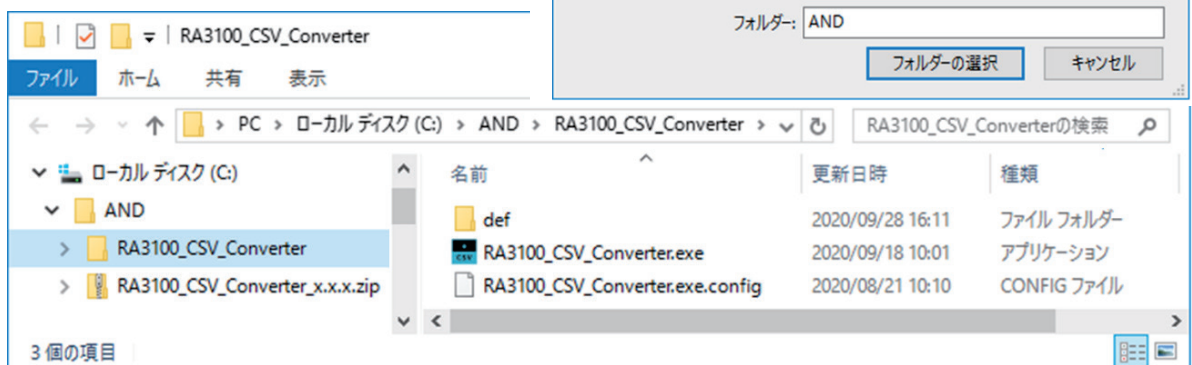 RA3100_CSV_Converter
フォルダー: AND
フォルダーの選択 キャンセル
ファイル ホーム 共有 表示
PC > ローカル ディスク (C:) > AND > RA3100_CSV_Converter > RA3100_CSV_Converterの検索
ローカル ディスク (C:)
AND
RA3100_CSV_Converter
RA3100_CSV_Converter_x.x.x.zip
名前 更新日時 種類
def 2020/09/28 16:11 ファイル フォルダー
CSV RA3100_CSV_Converter.exe 2020/09/18 10:01 アプリケーション
RA3100_CSV_Converter.exe.config 2020/08/21 10:10 CONFIG ファイル
3 個の項目